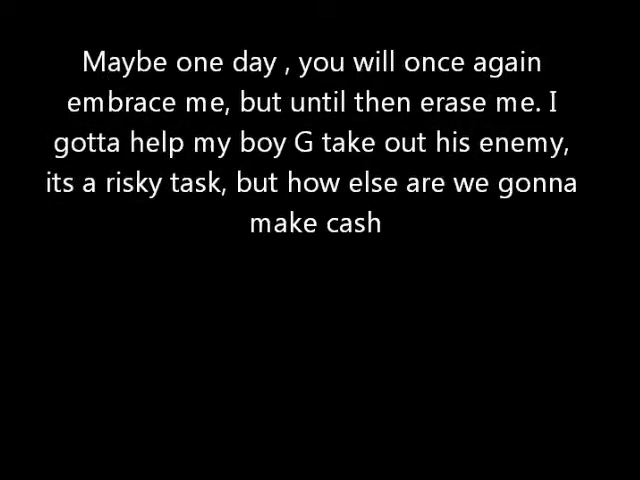 Maybe one day , you will once again
embrace me, but until then erase me. I
gotta help my boy G take out his enemy,
its a risky task, but how else are we gonna
make cash